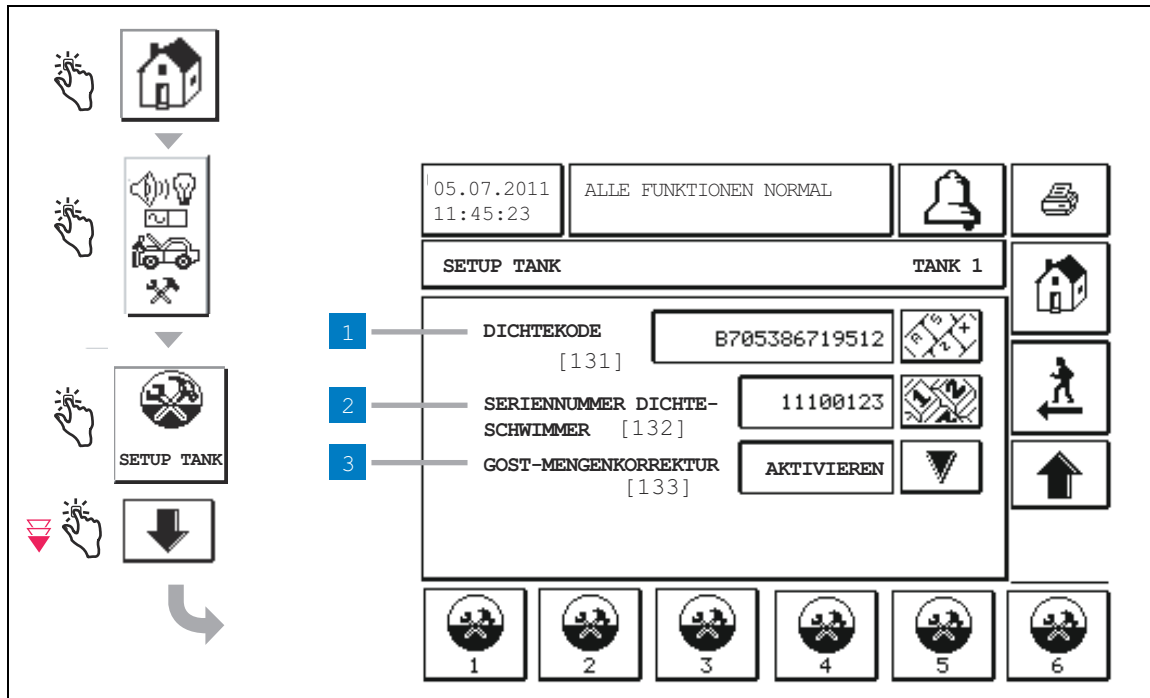 SETUP TANK
05.07.2011
11:45:23
ALLE FUNKTIONEN NORMAL
SETUP TANK TANK 1
1 DICHTEKODE B705386719512
[131]
2 SERIENNUMMER DICHTE- 11100123
SCHWIMMER [132]
3 GOST-MENGENKORREKTUR AKTIVIEREN
[133]
1 2 3 4 5 6